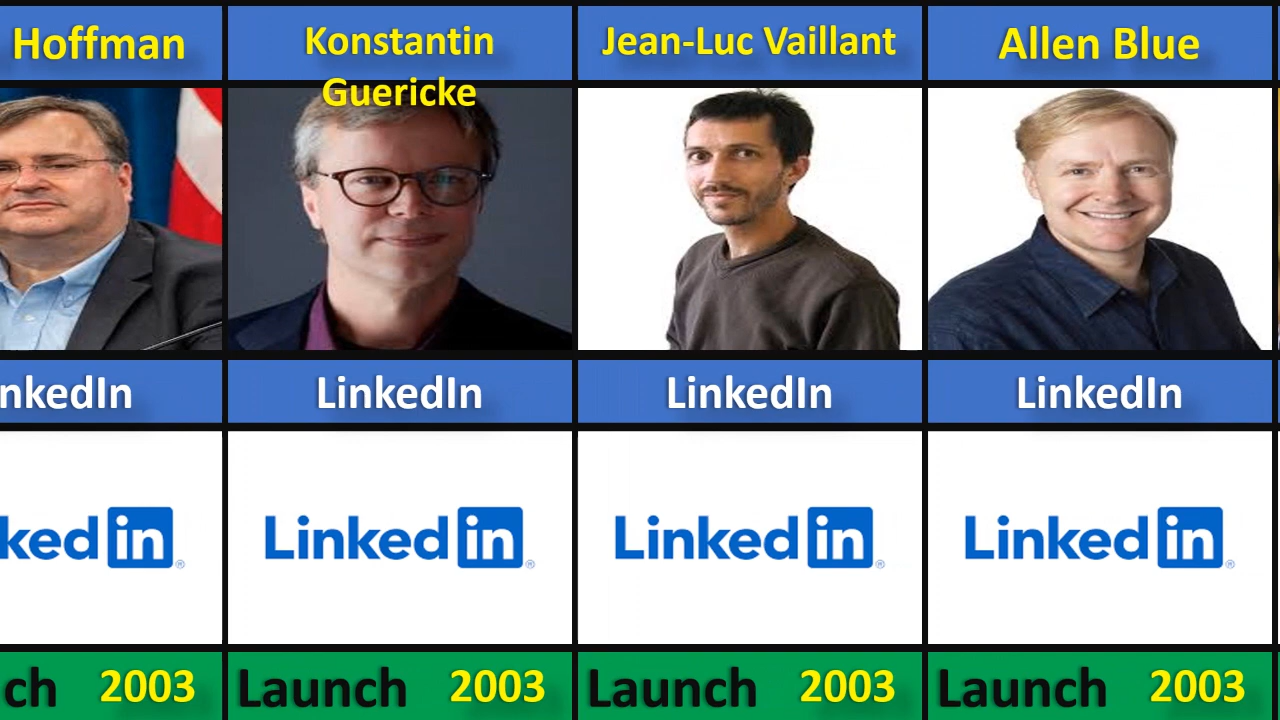 Hoffman
Konstantin
Guericke
Jean-Luc Vaillant
Allen Blue
nkedIn
LinkedIn
LinkedIn
LinkedIn
ked in ®
Linked in ®
Linked in ®
Linked in ®
ch 2003
Launch 2003
Launch 2003
Launch 2003